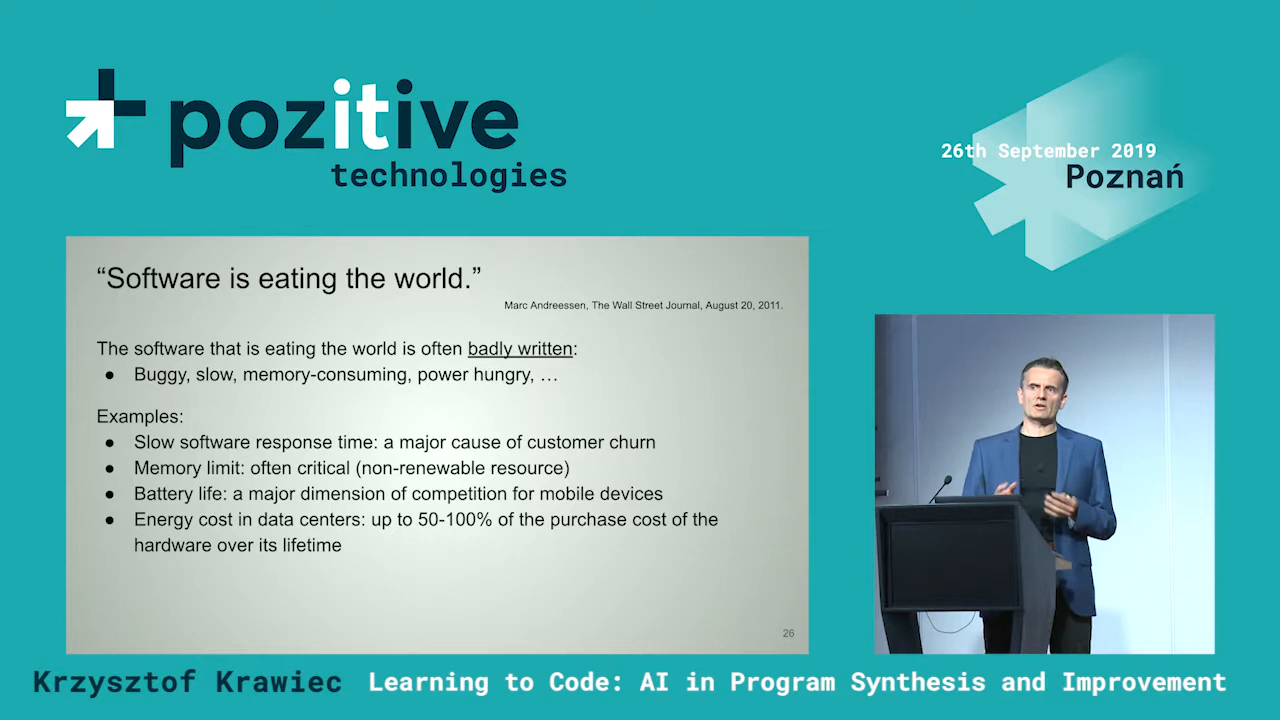 pozitive
technologies
26th September 2019
Poznań
“Software is eating the world.”
Marc Andreessen, The Wall Street Journal, August 20, 2011.
The software that is eating the world is often badly written:
● Buggy, slow, memory-consuming, power hungry, …
Examples:
● Slow software response time: a major cause of customer churn
● Memory limit: often critical (non-renewable resource)
● Battery life: a major dimension of competition for mobile devices
● Energy cost in data centers: up to 50-100% of the purchase cost of the
hardware over its lifetime
26
Krzysztof Krawiec Learning to Code: AI in Program Synthesis and Improvement